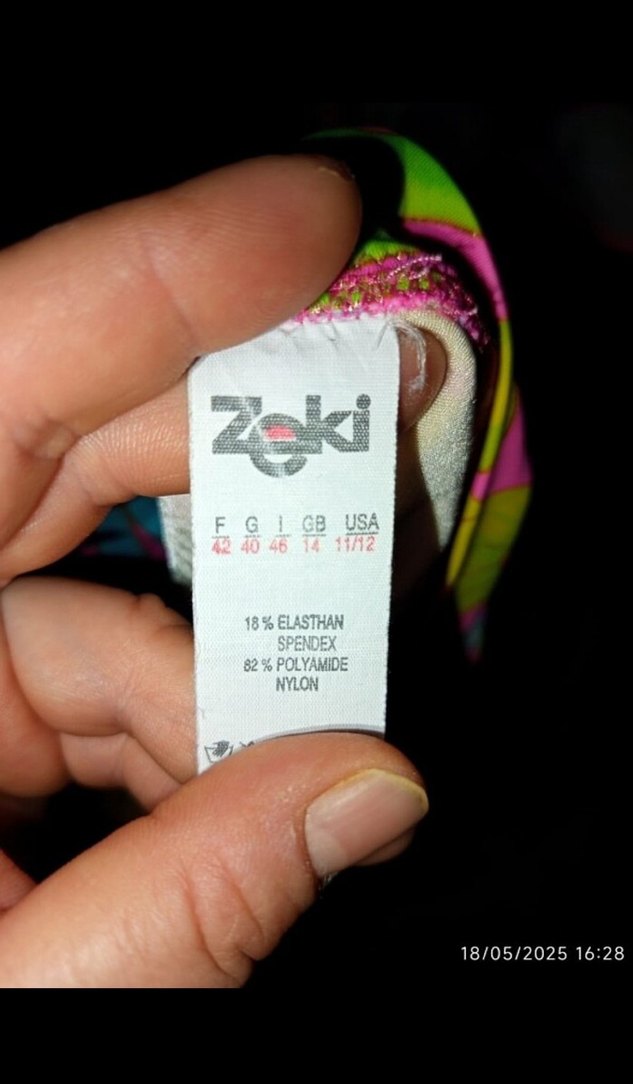 Zeki
F G I GB USA
42 40 46 14 11/12
18 % ELASTHAN
SPENDEX
82 % POLYAMIDE
NYLON
18/05/2025 16:28